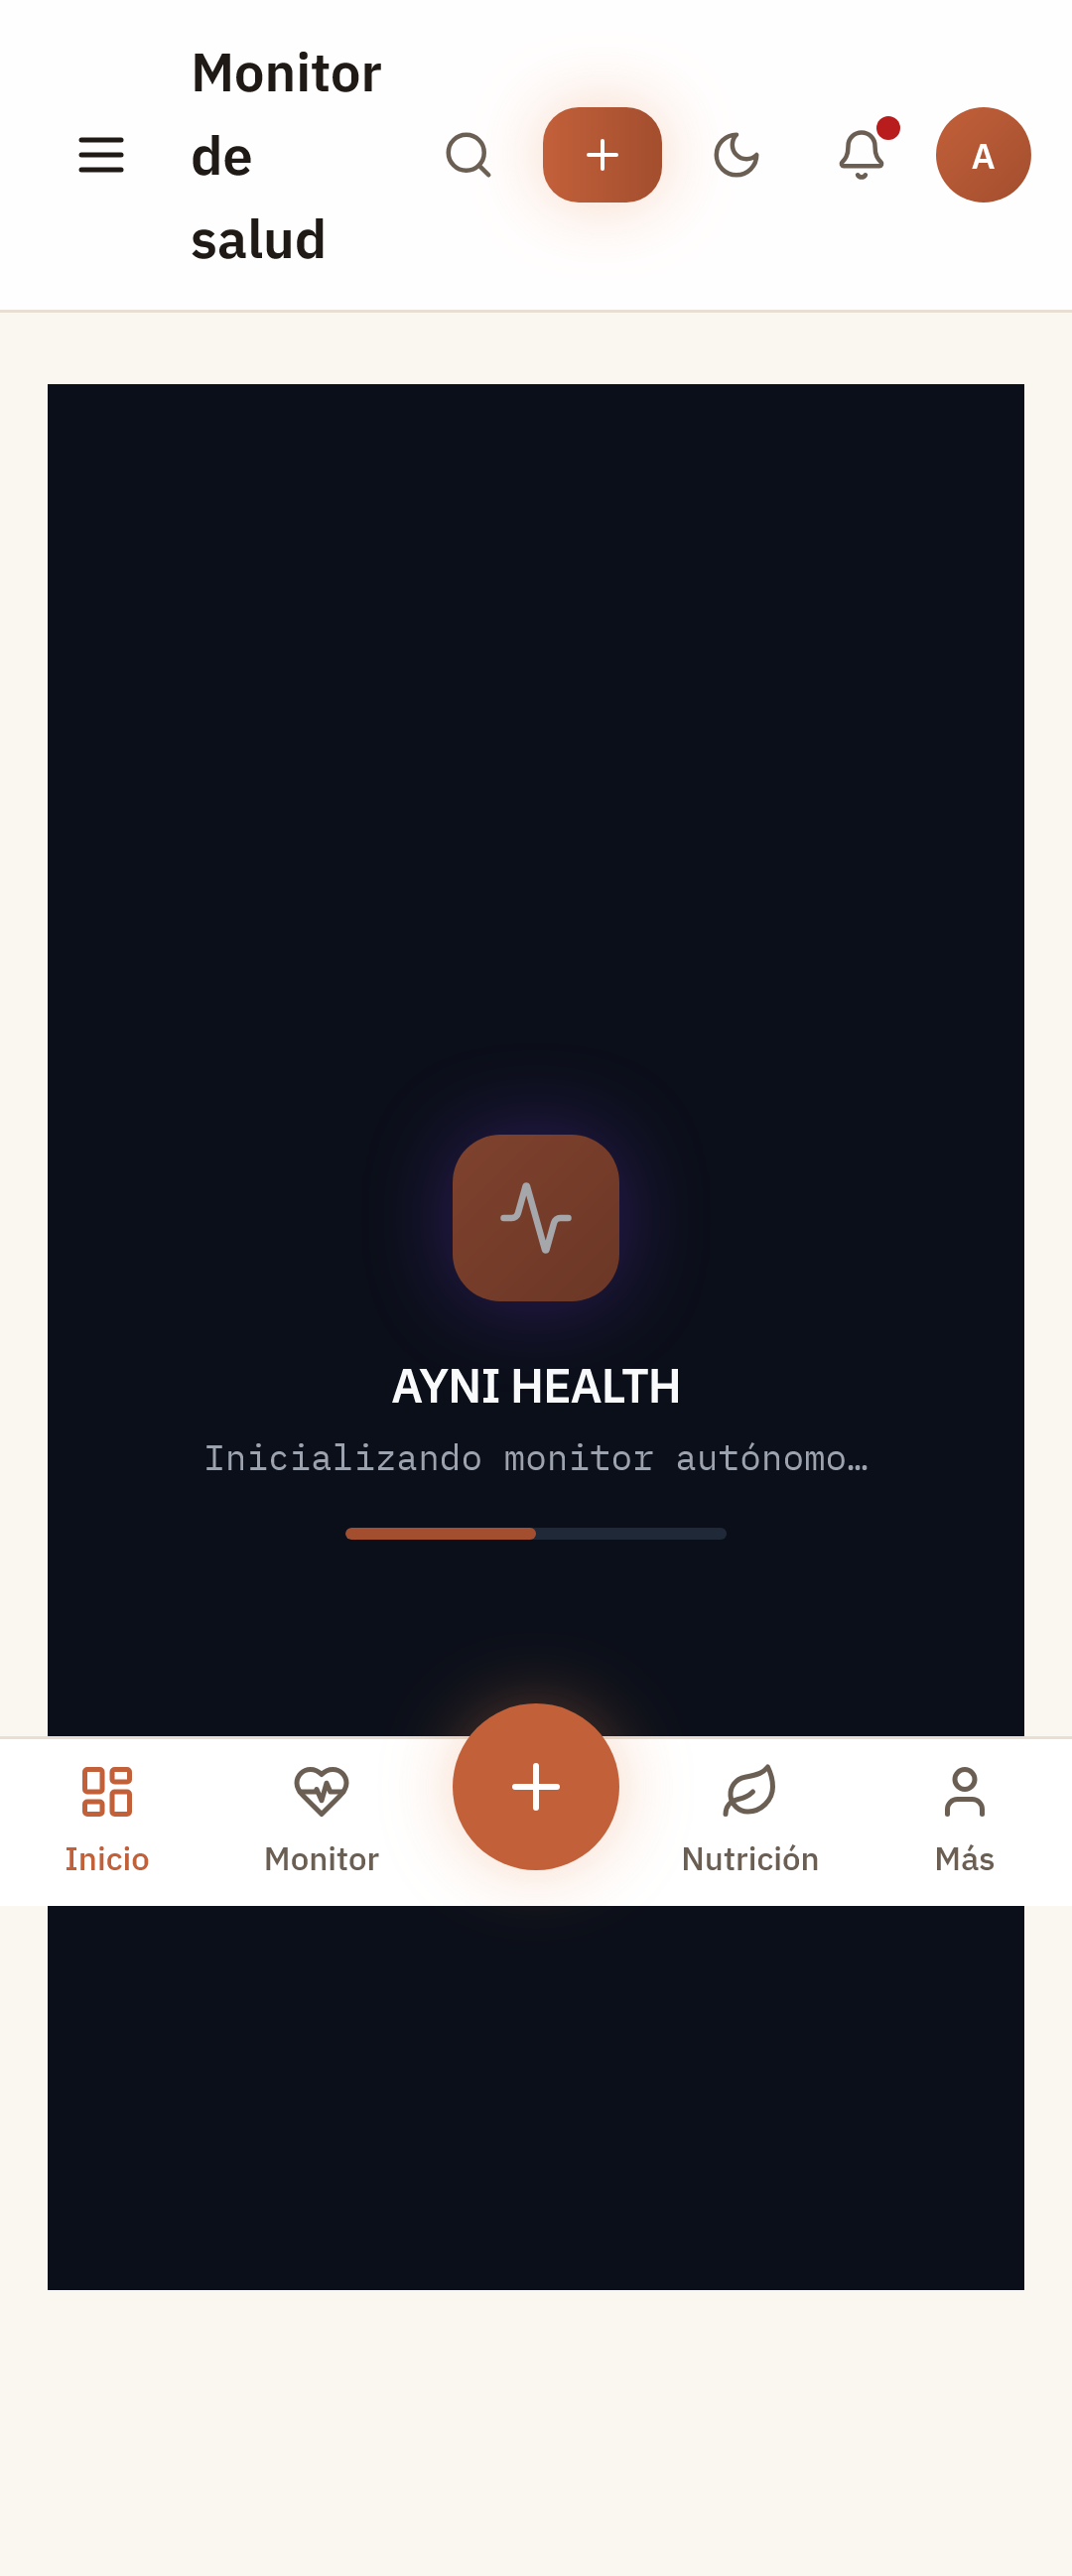 Monitor
de
salud
A
AYNI HEALTH
Inicializando monitor autónomo…
Inicio
Monitor
Nutrición
Más